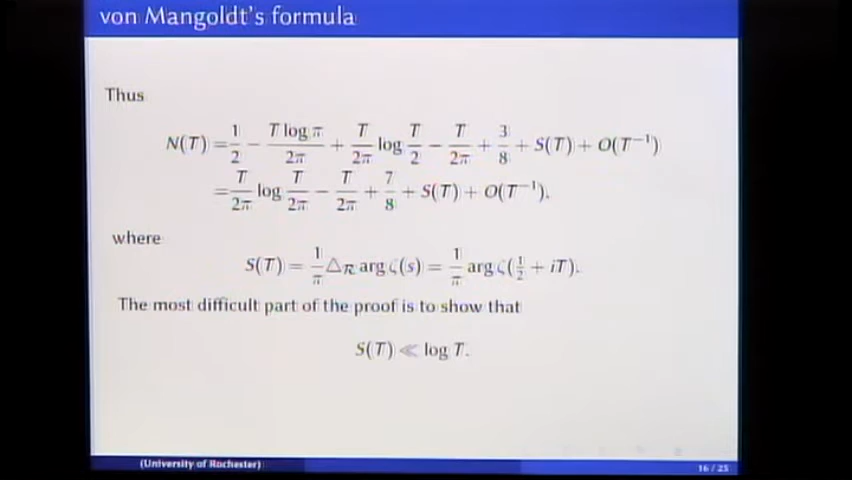 von Mangoldt's formula
Thus
N(T) = 1/2 − T log π/2π + T/2π log T/2 − T/2π + 3/8 + S(T) + O(T⁻¹)
= T/2π log T/2π − T/2π + 7/8 + S(T) + O(T⁻¹).
where
S(T) = 1/π △_R arg ζ(s) = 1/π arg ζ(1/2 + iT).
The most difficult part of the proof is to show that
S(T) ≪ log T.
(University of Rochester) 16 / 25